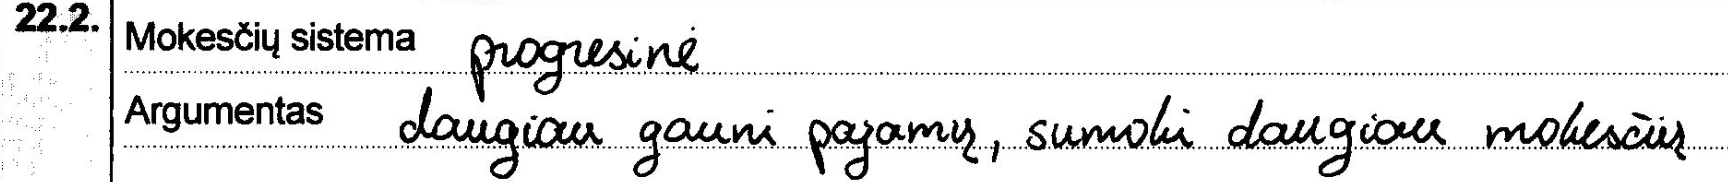 22.2. Mokesčių sistema progresinė
Argumentas daugiau gauni pajamų, sumoki daugiau mokesčių